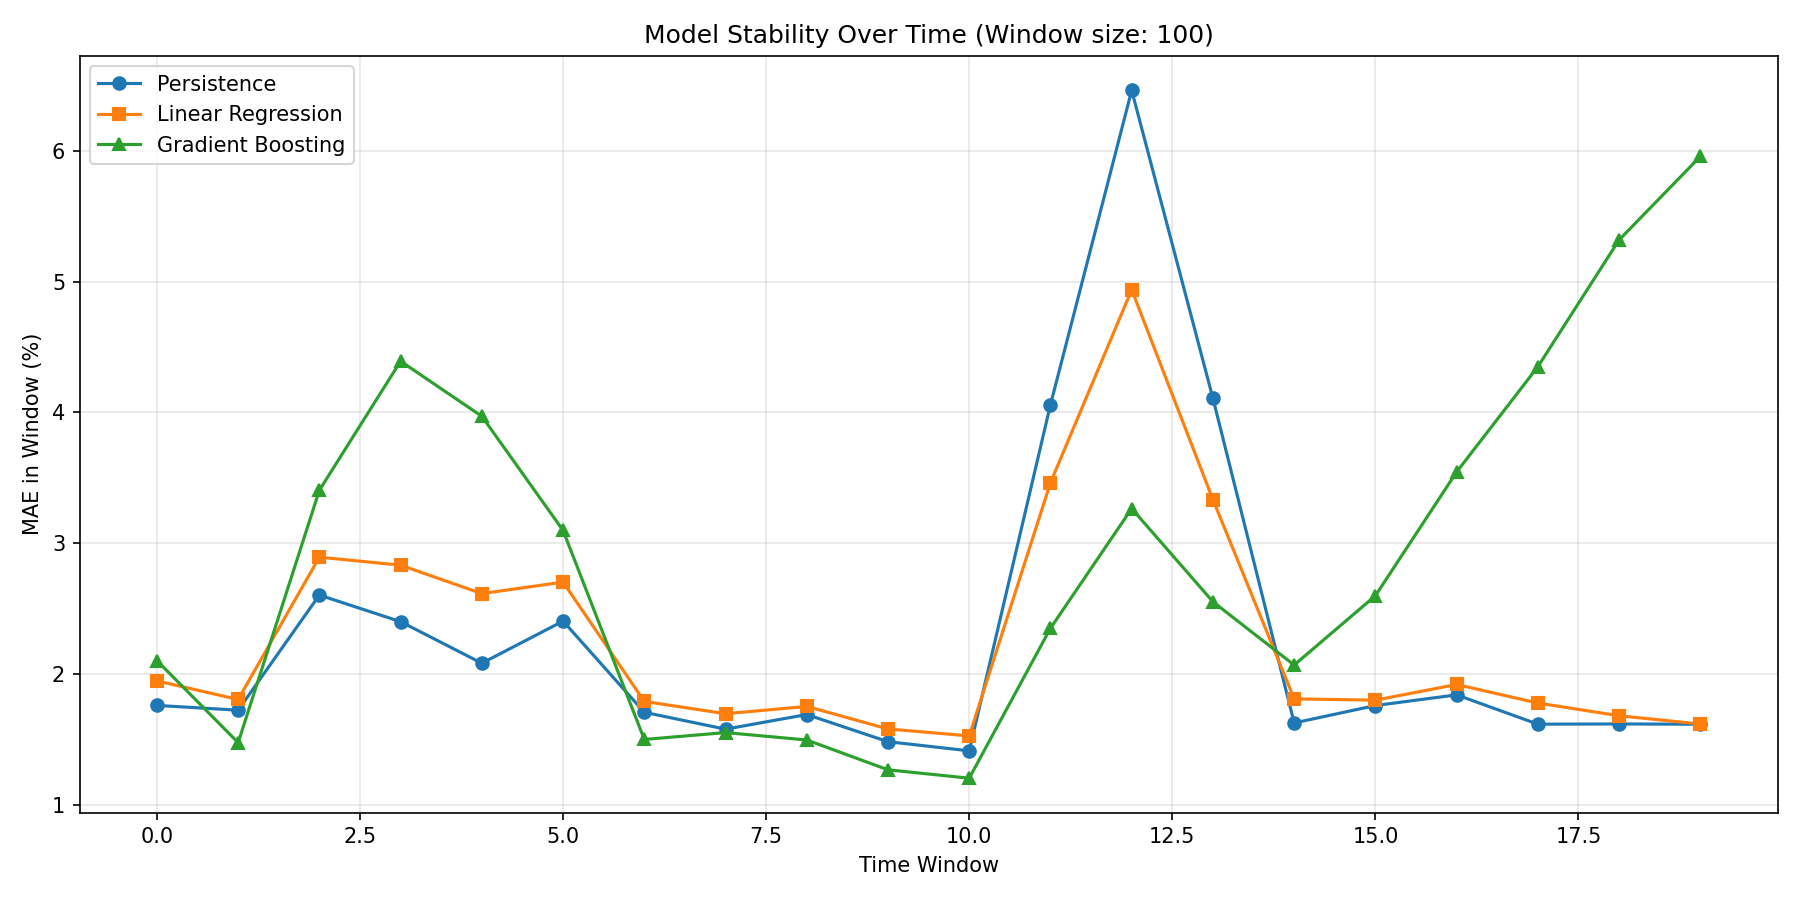 Model Stability Over Time (Window size: 100)
Persistence
Linear Regression
Gradient Boosting
MAE in Window (%)
6
5
4
3
2
1
0.0 2.5 5.0 7.5 10.0 12.5 15.0 17.5
Time Window